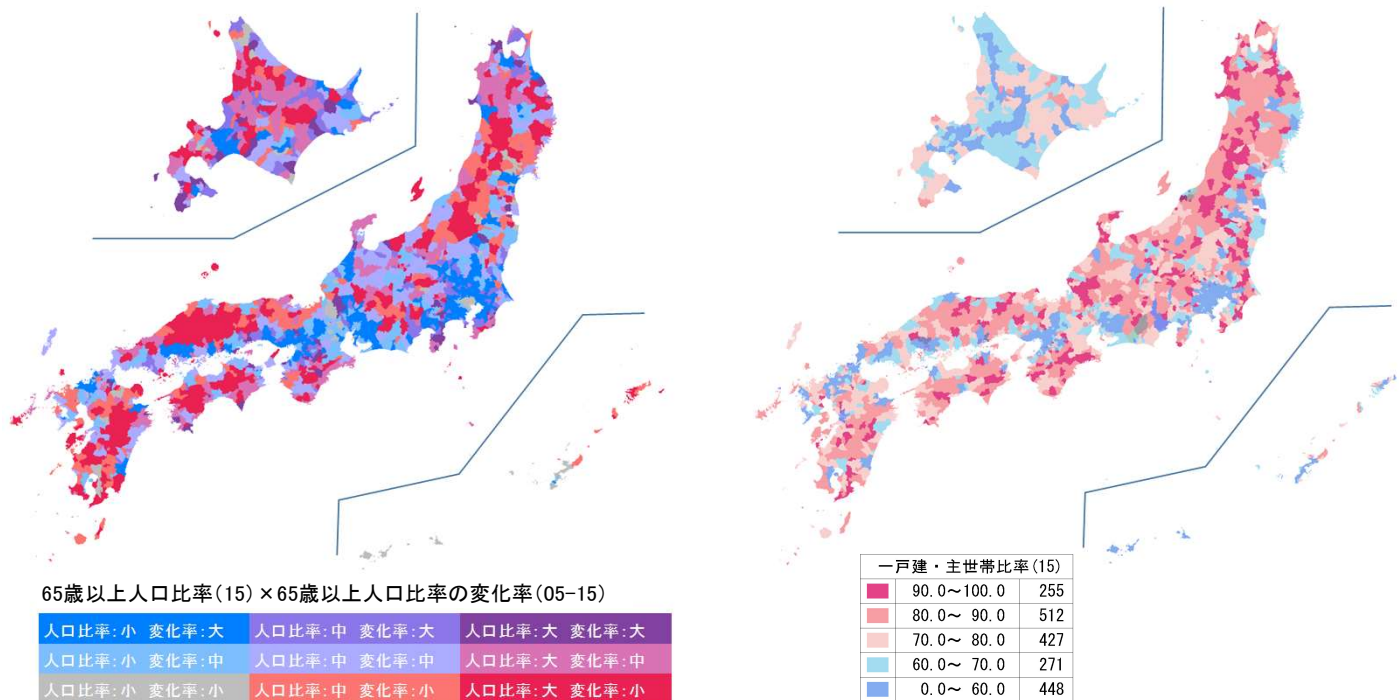 65歳以上人口比率(15)×65歳以上人口比率の変化率(05-15)
人口比率:小 変化率:大 人口比率:中 変化率:大 人口比率:大 変化率:大
人口比率:小 変化率:中 人口比率:中 変化率:中 人口比率:大 変化率:中
人口比率:小 変化率:小 人口比率:中 変化率:小 人口比率:大 変化率:小
一戸建・主世帯比率(15)
90.0～100.0 255
80.0～ 90.0 512
70.0～ 80.0 427
60.0～ 70.0 271
0.0～ 60.0 448